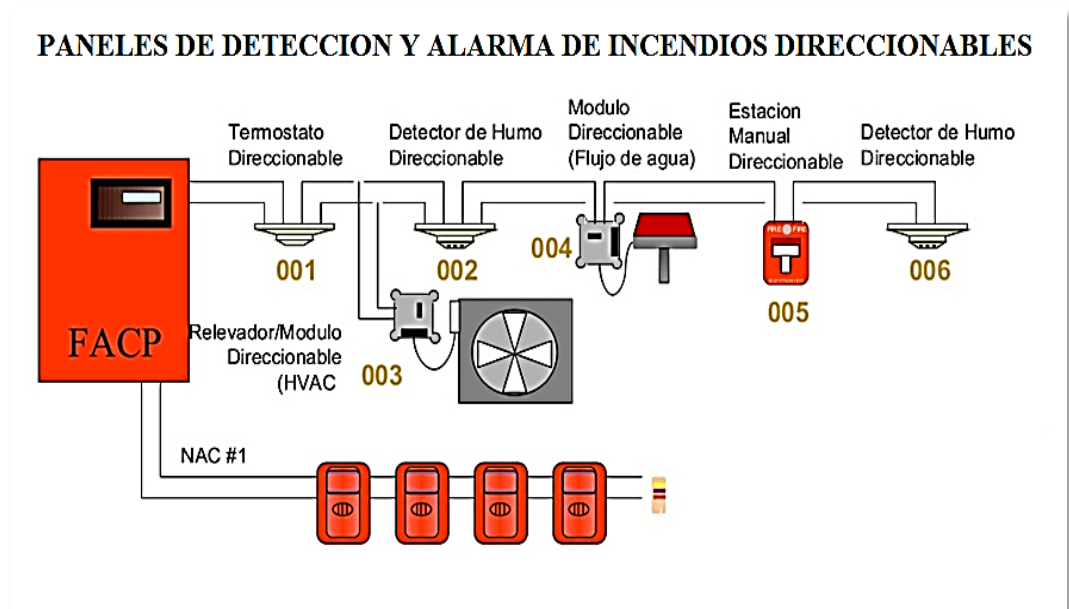 PANELES DE DETECCION Y ALARMA DE INCENDIOS DIRECCIONABLES
Termostato
Direccionable
Detector de Humo
Direccionable
Modulo
Direccionable
(Flujo de agua)
Estacion
Manual
Direccionable
Detector de Humo
Direccionable
001
002
004
005
006
FIRE FIRE
FACP
Relevador/Modulo
Direccionable
(HVAC
003
NAC #1